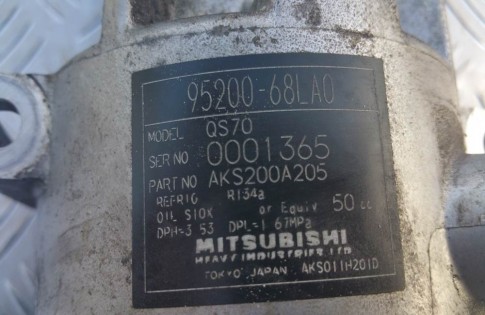 95200-68LA0
MODEL QS70
SER NO 0001365
PART NO AKS200A205
REFRIG R134a
OIL S10X or Equiv 50 cc
DPH=3.53 DPL=1.67MPa
MITSUBISHI
HEAVY INDUSTRIES LTD
TOKYO, JAPAN AKS011H201D